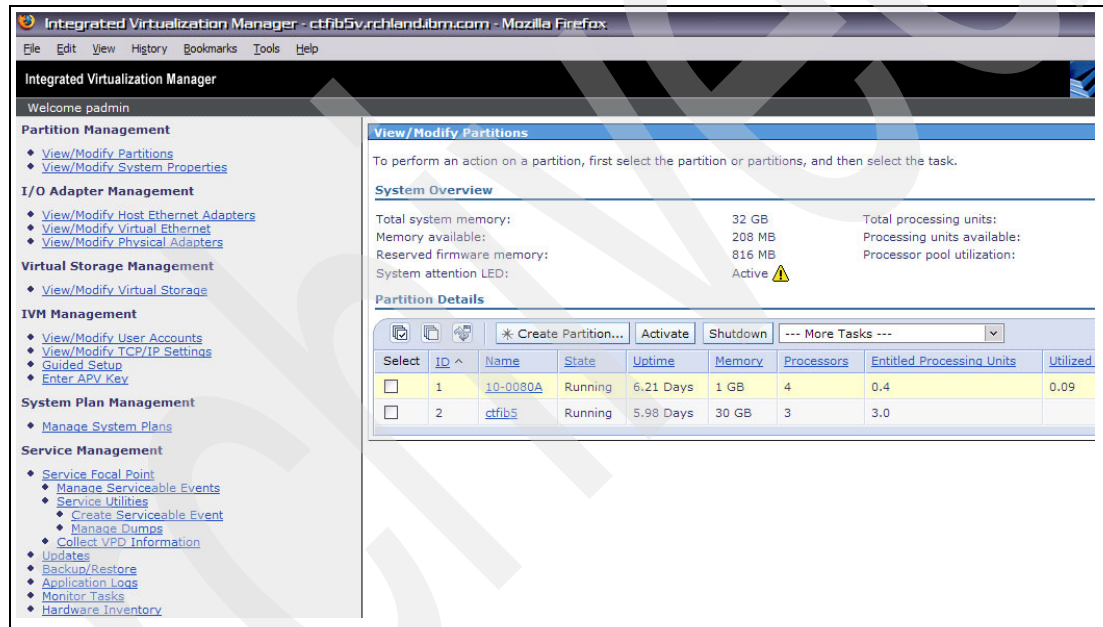 Integrated Virtualization Manager - ctfib5v.rchland.ibm.com - Mozilla Firefox
File Edit View History Bookmarks Tools Help
Integrated Virtualization Manager
Welcome padmin
Partition Management
View/Modify Partitions
View/Modify System Properties
I/O Adapter Management
View/Modify Host Ethernet Adapters
View/Modify Virtual Ethernet
View/Modify Physical Adapters
Virtual Storage Management
View/Modify Virtual Storage
IVM Management
View/Modify User Accounts
View/Modify TCP/IP Settings
Guided Setup
Enter APV Key
System Plan Management
Manage System Plans
Service Management
Service Focal Point
Manage Serviceable Events
Service Utilities
Create Serviceable Event
Manage Dumps
Collect VPD Information
Updates
Backup/Restore
Application Logs
Monitor Tasks
Hardware Inventory
View/Modify Partitions
To perform an action on a partition, first select the partition or partitions, and then select the task.
System Overview
Total system memory: 32 GB Total processing units:
Memory available: 208 MB Processing units available:
Reserved firmware memory: 816 MB Processor pool utilization:
System attention LED: Active
Partition Details
Create Partition... Activate Shutdown --- More Tasks ---
Select ID ^ Name State Uptime Memory Processors Entitled Processing Units Utilized
1 10-0080A Running 6.21 Days 1 GB 4 0.4 0.09
2 ctfib5 Running 5.98 Days 30 GB 3 3.0